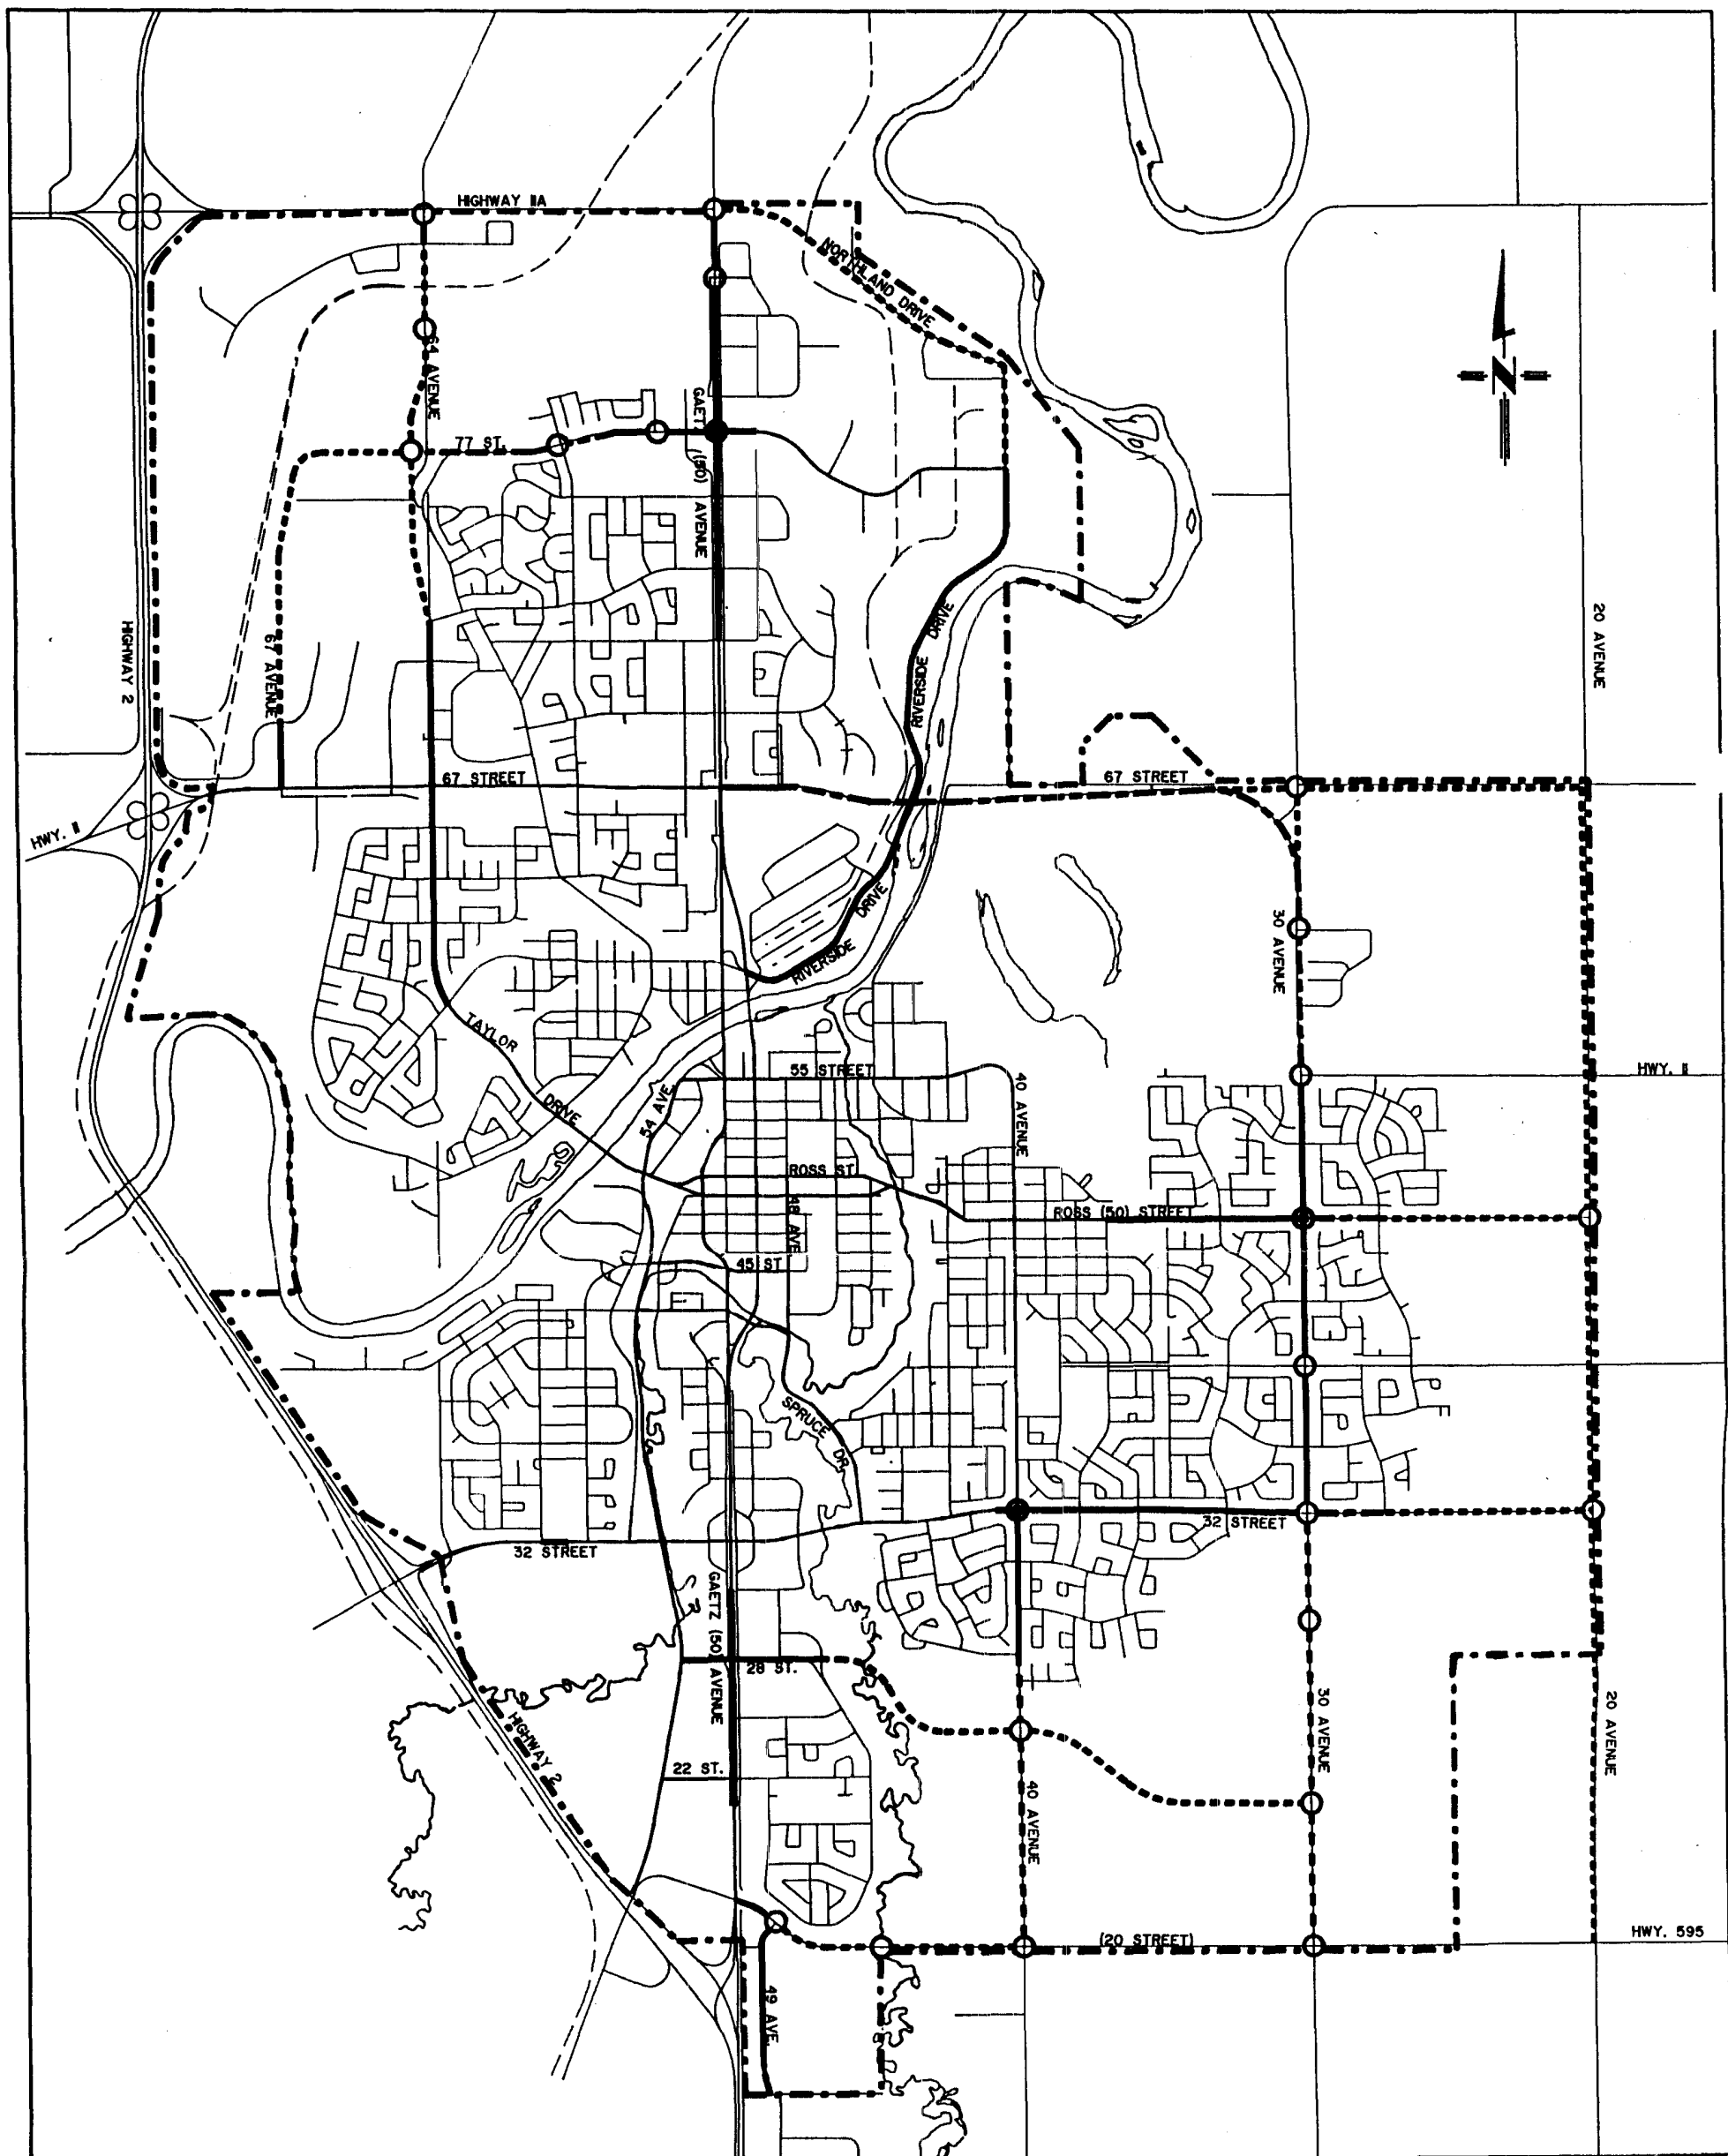 HIGHWAY 11A
NORTHLAND DRIVE
64 AVENUE
77 ST.
GAETZ (50) AVENUE
HIGHWAY 2
67 AVENUE
20 AVENUE
RIVERSIDE DRIVE
67 STREET
67 STREET
HWY. 11
30 AVENUE
RIVERSIDE DRIVE
TAYLOR DRIVE
55 STREET
54 AVE.
40 AVENUE
HWY. 11
ROSS ST.
48 AVE.
ROSS (50) STREET
45 ST.
SPRUCE DR.
32 STREET
32 STREET
GAETZ (50) AVENUE
28 ST.
HIGHWAY 2
22 ST.
40 AVENUE
30 AVENUE
20 AVENUE
(20 STREET)
HWY. 595
49 AVE.
N